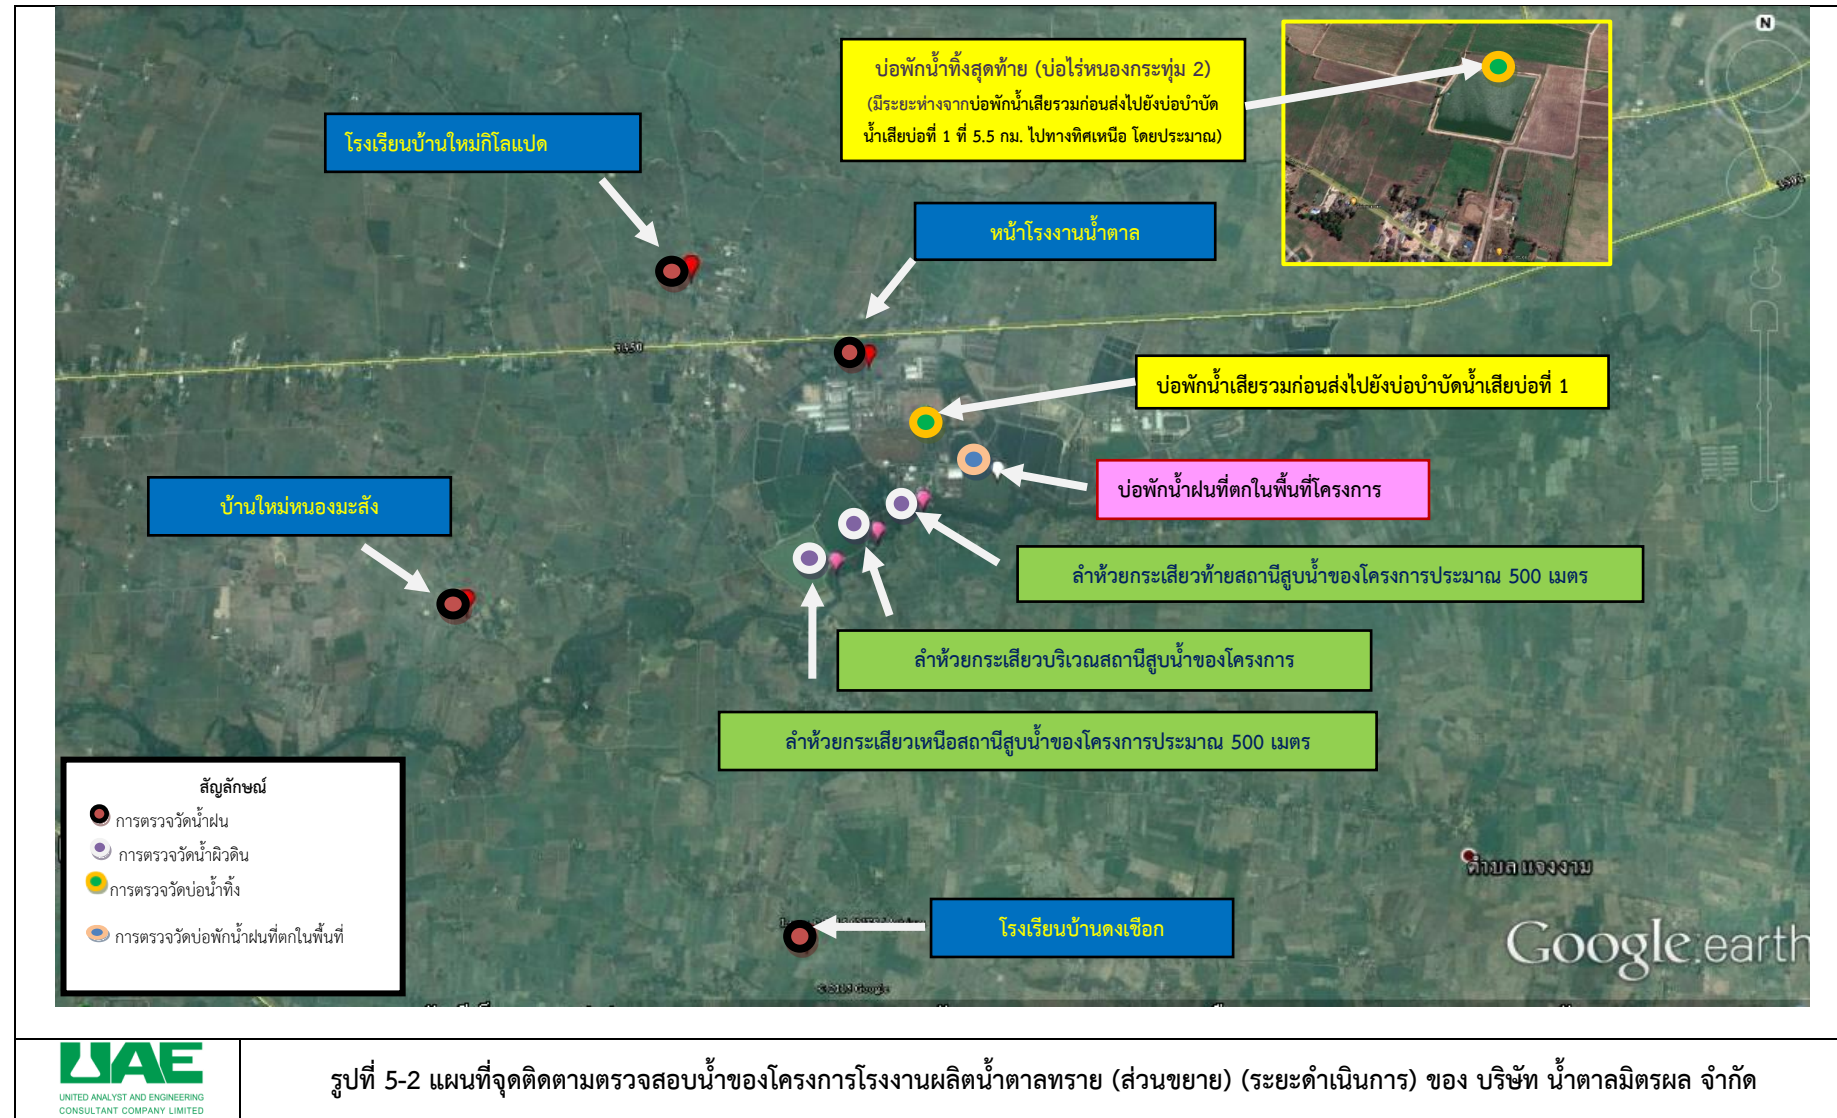 N
บ่อพักน้ำทิ้งสุดท้าย (บ่อไร่หนองกระทุ่ม 2)
(มีระยะห่างจากบ่อพักน้ำเสียรวมก่อนส่งไปยังบ่อบำบัด
น้ำเสียบ่อที่ 1 ที่ 5.5 กม. ไปทางทิศเหนือ โดยประมาณ)
โรงเรียนบ้านใหม่กิโลแปด
หน้าโรงงานน้ำตาล
บ่อพักน้ำเสียรวมก่อนส่งไปยังบ่อบำบัดน้ำเสียบ่อที่ 1
บ่อพักน้ำฝนที่ตกในพื้นที่โครงการ
บ้านใหม่หนองมะสัง
ลำห้วยกระเสียวท้ายสถานีสูบน้ำของโครงการประมาณ 500 เมตร
ลำห้วยกระเสียวบริเวณสถานีสูบน้ำของโครงการ
ลำห้วยกระเสียวเหนือสถานีสูบน้ำของโครงการประมาณ 500 เมตร
สัญลักษณ์
การตรวจวัดน้ำฝน
การตรวจวัดน้ำผิวดิน
การตรวจวัดบ่อน้ำทิ้ง
การตรวจวัดบ่อพักน้ำฝนที่ตกในพื้นที่
ตำบล แจงงาม
โรงเรียนบ้านดงเชือก
Google earth
UAE
UNITED ANALYST AND ENGINEERING
CONSULTANT COMPANY LIMITED
รูปที่ 5-2 แผนที่จุดติดตามตรวจสอบน้ำของโครงการโรงงานผลิตน้ำตาลทราย (ส่วนขยาย) (ระยะดำเนินการ) ของ บริษัท น้ำตาลมิตรผล จำกัด